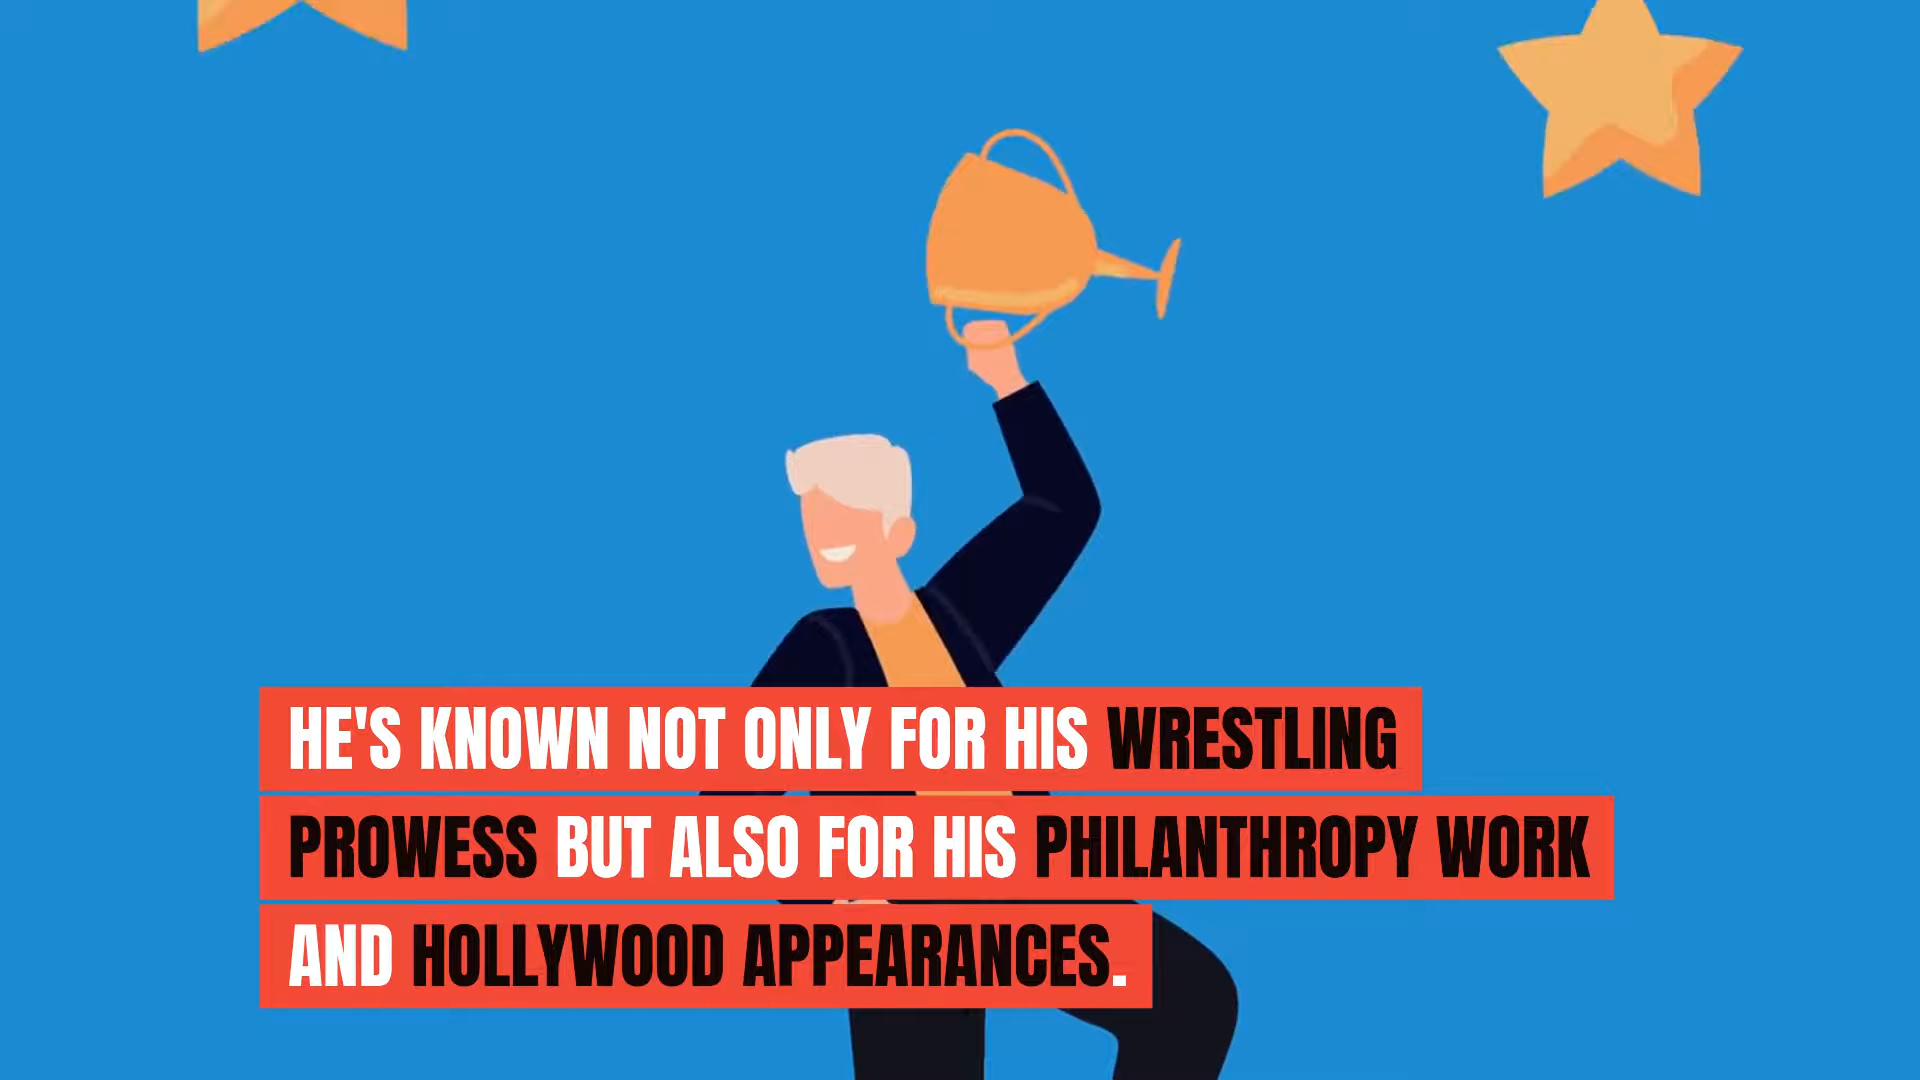 HE'S KNOWN NOT ONLY FOR HIS WRESTLING
PROWESS BUT ALSO FOR HIS PHILANTHROPY WORK
AND HOLLYWOOD APPEARANCES.